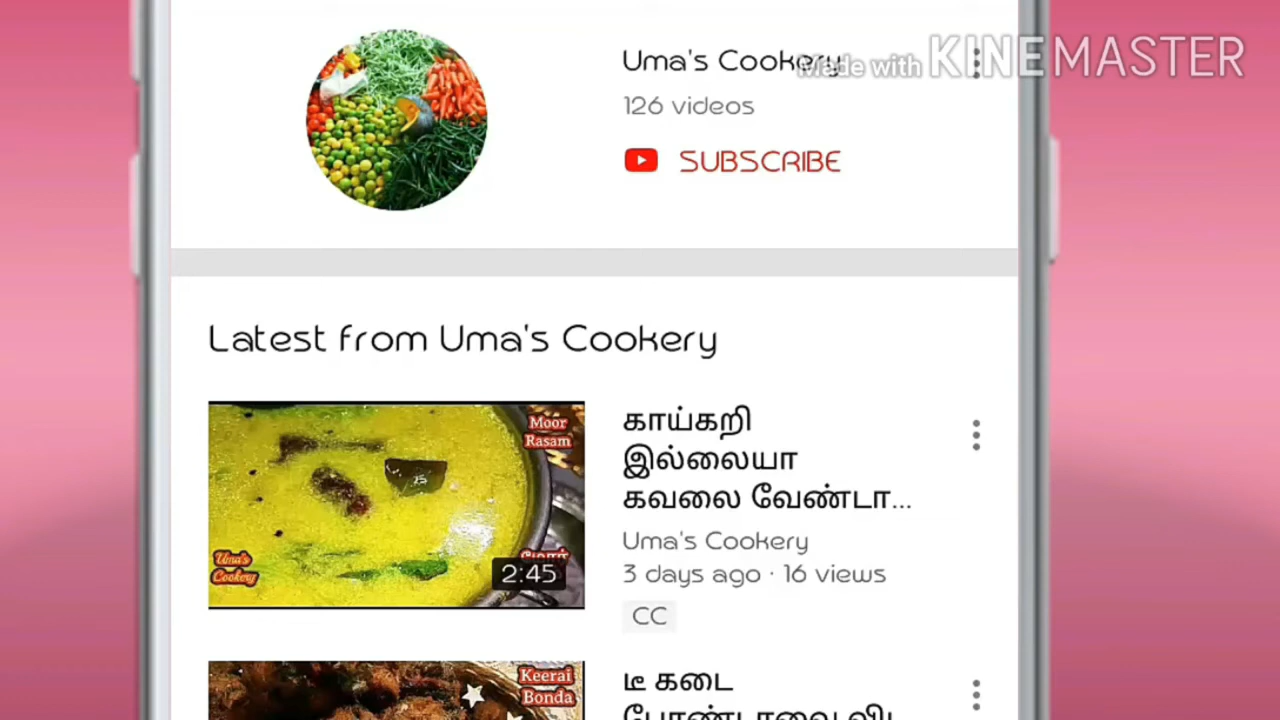 Uma's Cookery
Made with KINEMASTER
126 videos
SUBSCRIBE
Latest from Uma's Cookery
Moor
Rasam
Uma's
Cookery
மோர்
2:45
காய்கறி
இல்லையா
கவலை வேண்டா...
Uma's Cookery
3 days ago · 16 views
CC
Keerai
Bonda
டீ கடை